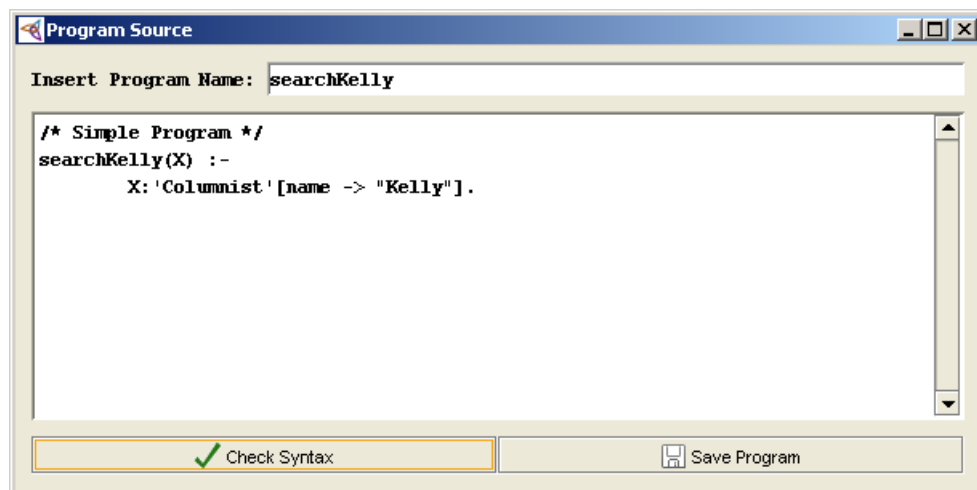 Program Source
Insert Program Name: searchKelly
/* Simple Program */
searchKelly(X) :-
X:'Columnist'[name -> "Kelly"].
Check Syntax Save Program